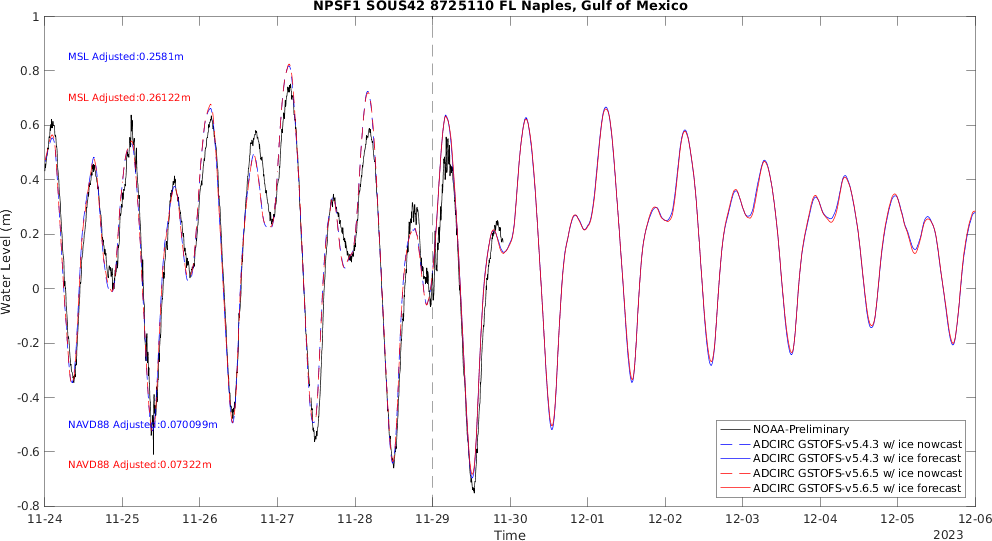 NPSF1 SOUS42 8725110 FL Naples, Gulf of Mexico
1
0.8
0.6
0.4
0.2
0
-0.2
-0.4
-0.6
-0.8
Water Level (m)
MSL Adjusted:0.2581m
MSL Adjusted:0.26122m
NAVD88 Adjusted:0.070099m
NAVD88 Adjusted:0.07322m
NOAA-Preliminary
ADCIRC GSTOFS-v5.4.3 w/ ice nowcast
ADCIRC GSTOFS-v5.4.3 w/ ice forecast
ADCIRC GSTOFS-v5.6.5 w/ ice nowcast
ADCIRC GSTOFS-v5.6.5 w/ ice forecast
11-24 11-25 11-26 11-27 11-28 11-29 11-30 12-01 12-02 12-03 12-04 12-05 12-06
Time
2023